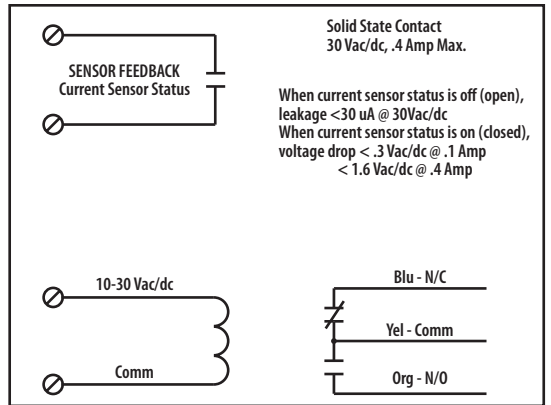 Solid State Contact
30 Vac/dc, .4 Amp Max.
SENSOR FEEDBACK
Current Sensor Status
When current sensor status is off (open),
leakage <30 uA @ 30Vac/dc
When current sensor status is on (closed),
voltage drop < .3 Vac/dc @ .1 Amp
< 1.6 Vac/dc @ .4 Amp
10-30 Vac/dc
Comm
Blu - N/C
Yel - Comm
Org - N/O